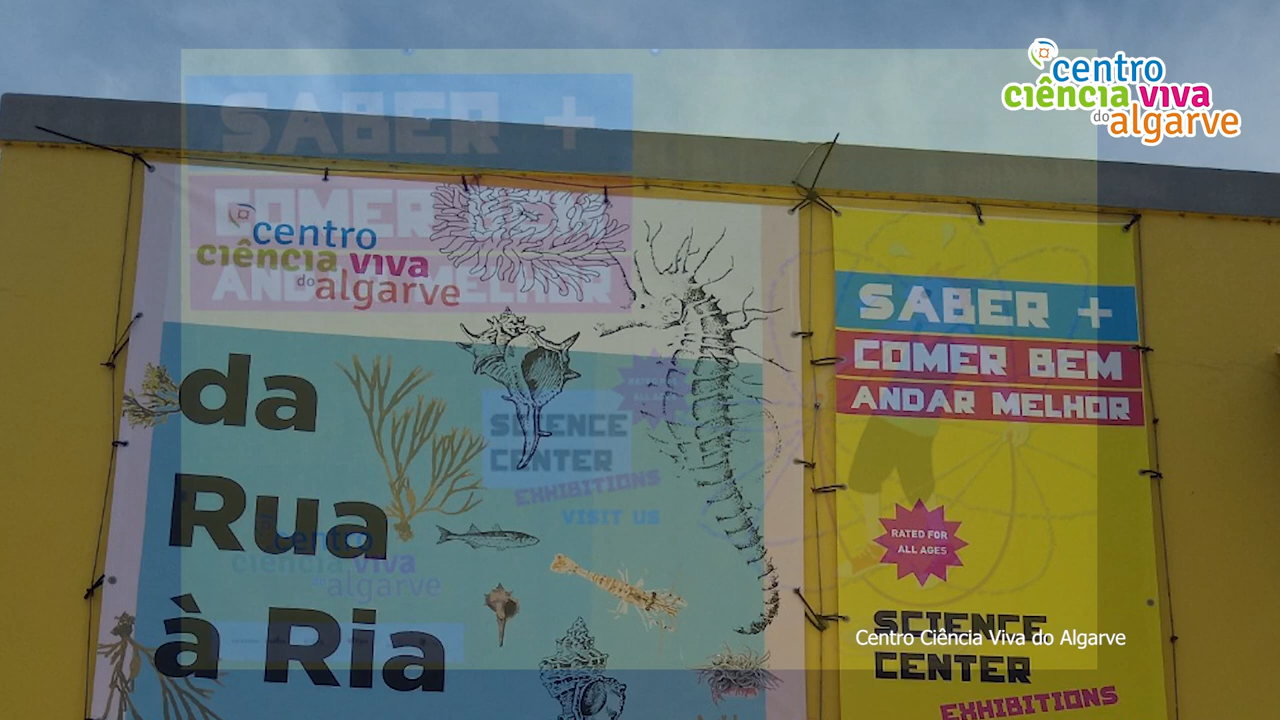 centro
ciência viva
do algarve
SABER +
COMER
ANDAR MELHOR
centro
ciência viva
do algarve
da
Rua
à Ria
SCIENCE
CENTER
EXHIBITIONS
VISIT US
centro
ciência viva
do algarve
SABER +
COMER BEM
ANDAR MELHOR
RATED FOR
ALL AGES
SCIENCE
CENTER
EXHIBITIONS
Centro Ciência Viva do Algarve